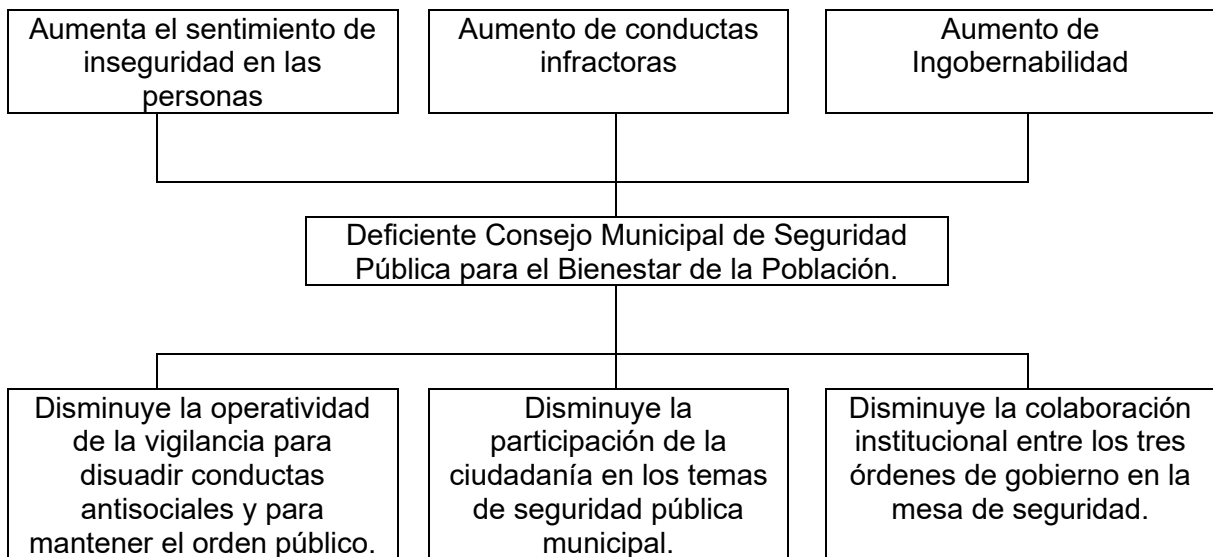 Aumenta el sentimiento de
inseguridad en las
personas
Aumento de conductas
infractoras
Aumento de
Ingobernabilidad
Deficiente Consejo Municipal de Seguridad
Pública para el Bienestar de la Población.
Disminuye la operatividad
de la vigilancia para
disuadir conductas
antisociales y para
mantener el orden público.
Disminuye la
participación de la
ciudadanía en los temas
de seguridad pública
municipal.
Disminuye la colaboración
institucional entre los tres
órdenes de gobierno en la
mesa de seguridad.